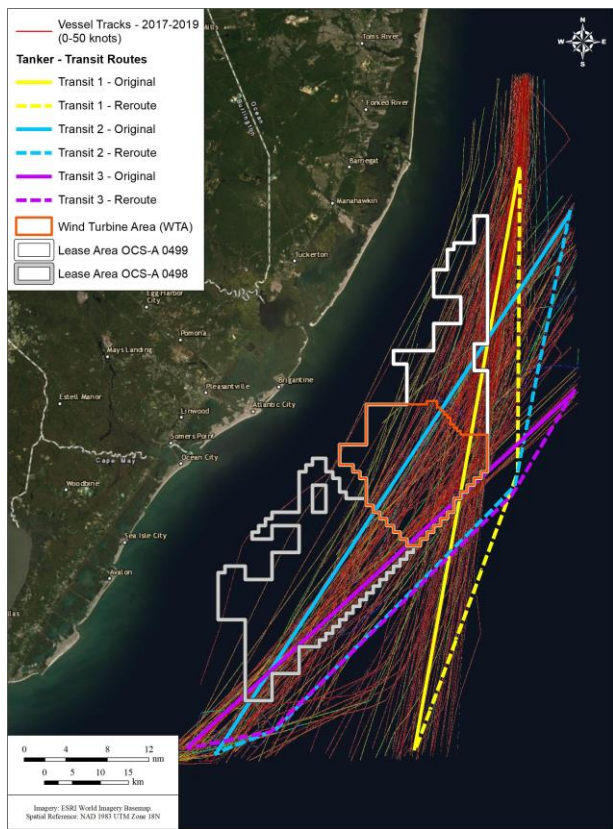 Vessel Tracks - 2017-2019
(0-50 knots)
Tanker - Transit Routes
Transit 1 - Original
Transit 1 - Reroute
Transit 2 - Original
Transit 2 - Reroute
Transit 3 - Original
Transit 3 - Reroute
Wind Turbine Area (WTA)
Lease Area OCS-A 0499
Lease Area OCS-A 0498
N
W
E
S
Mills
Toms River
Ocean
Burlington
Forked River
Barnegat
Manahawkin
Tuckerton
Egg Harbor
City
Pomona
Mays Landing
Pleasantville
Brigantine
Estell Manor
Linwood
Atlantic City
Somers Point
Cape May
Ocean City
Woodbine
Sea Isle City
Avalon
0 4 8 12
nm
0 5 10 15
km
Imagery: ESRI World Imagery Basemap.
Spatial Reference: NAD 1983 UTM Zone 18N